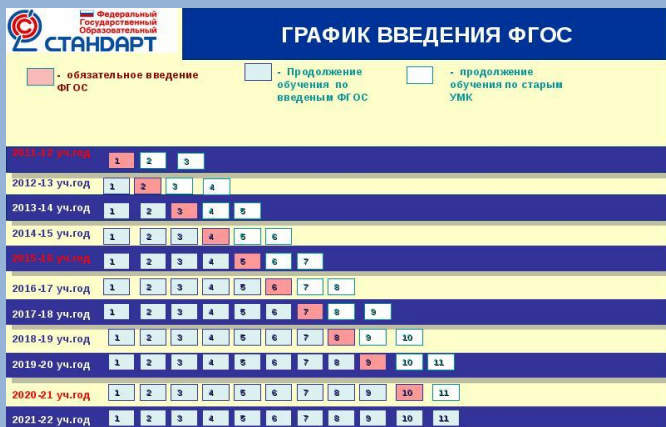 Федеральный
Государственный
Образовательный
СТАНДАРТ
ГРАФИК ВВЕДЕНИЯ ФГОС
- обязательное введение
ФГОС
- Продолжение
обучения по
введеным ФГОС
- продолжение
обучения по старым
УМК
2011-12 уч.год 1 2 3
2012-13 уч.год 1 2 3 4
2013-14 уч.год 1 2 3 4 5
2014-15 уч.год 1 2 3 4 5 6
2015-16 уч.год 1 2 3 4 5 6 7
2016-17 уч.год 1 2 3 4 5 6 7 8
2017-18 уч.год 1 2 3 4 5 6 7 8 9
2018-19 уч.год 1 2 3 4 5 6 7 8 9 10
2019-20 уч.год 1 2 3 4 5 6 7 8 9 10 11
2020-21 уч.год 1 2 3 4 5 6 7 8 9 10 11
2021-22 уч.год 1 2 3 4 5 6 7 8 9 10 11